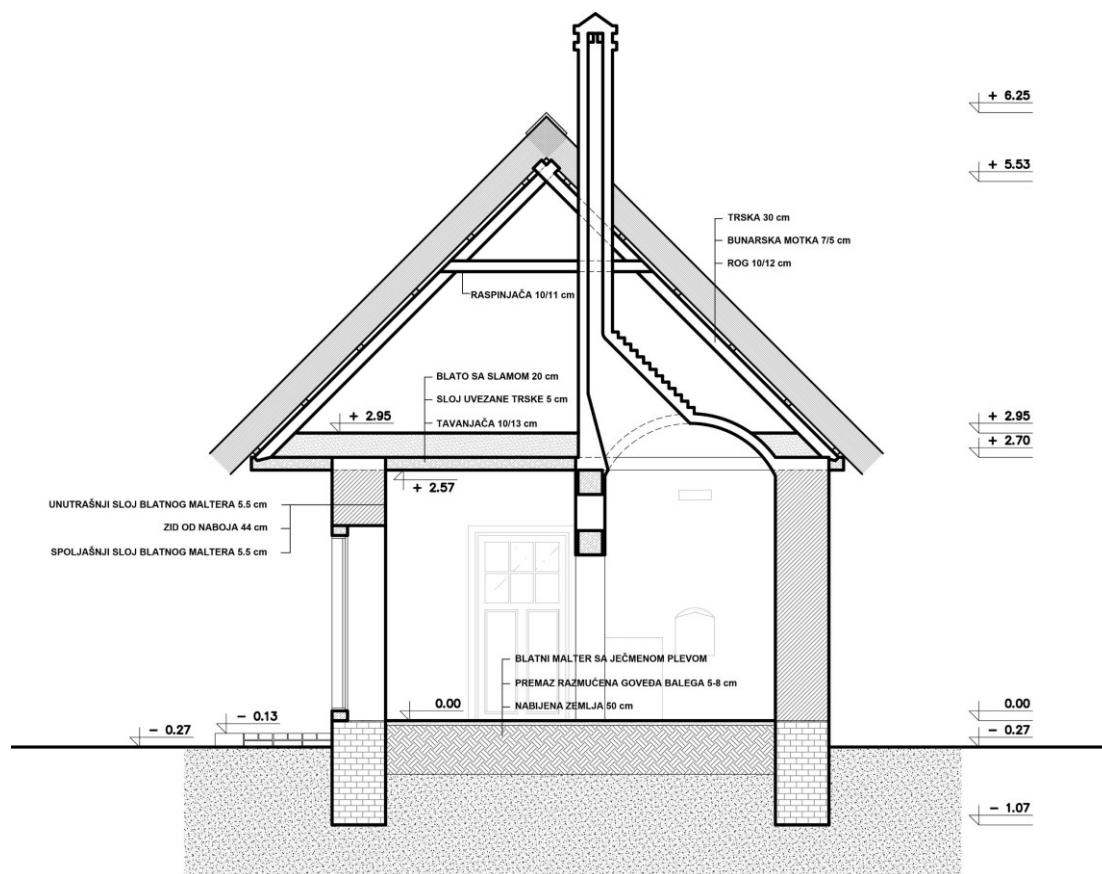 + 6.25
+ 5.53
TRSKA 30 cm
BUNARSKA MOTKA 7/5 cm
ROG 10/12 cm
RASPINJAČA 10/11 cm
BLATO SA SLAMOM 20 cm
SLOJ UVEZANE TRSKE 5 cm
TAVANJAČA 10/13 cm
+ 2.95
+ 2.95
+ 2.70
+ 2.57
UNUTRAŠNJI SLOJ BLATNOG MALTERA 5.5 cm
ZID OD NABOJA 44 cm
SPOLJAŠNJI SLOJ BLATNOG MALTERA 5.5 cm
BLATNI MALTER SA JEČMENOM PLEVOM
PREMAZ RAZMUĆENA GOVEĐA BALEGA 5-8 cm
NABIJENA ZEMLJA 50 cm
0.00
0.00
- 0.13
- 0.27
- 0.27
- 1.07